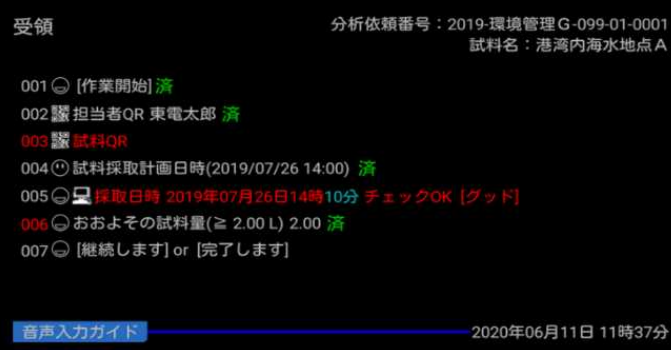 受領
分析依頼番号：2019-環境管理G-099-01-0001
試料名：港湾内海水地点A
001 [作業開始] 済
002 担当者QR 東電太郎 済
003 試料QR
004 試料採取計画日時(2019/07/26 14:00) 済
005 採取日時 2019年07月26日14時10分 チェックOK [グッド]
006 おおよその試料量(≧ 2.00 L) 2.00 済
007 [継続します] or [完了します]
音声入力ガイド
2020年06月11日 11時37分